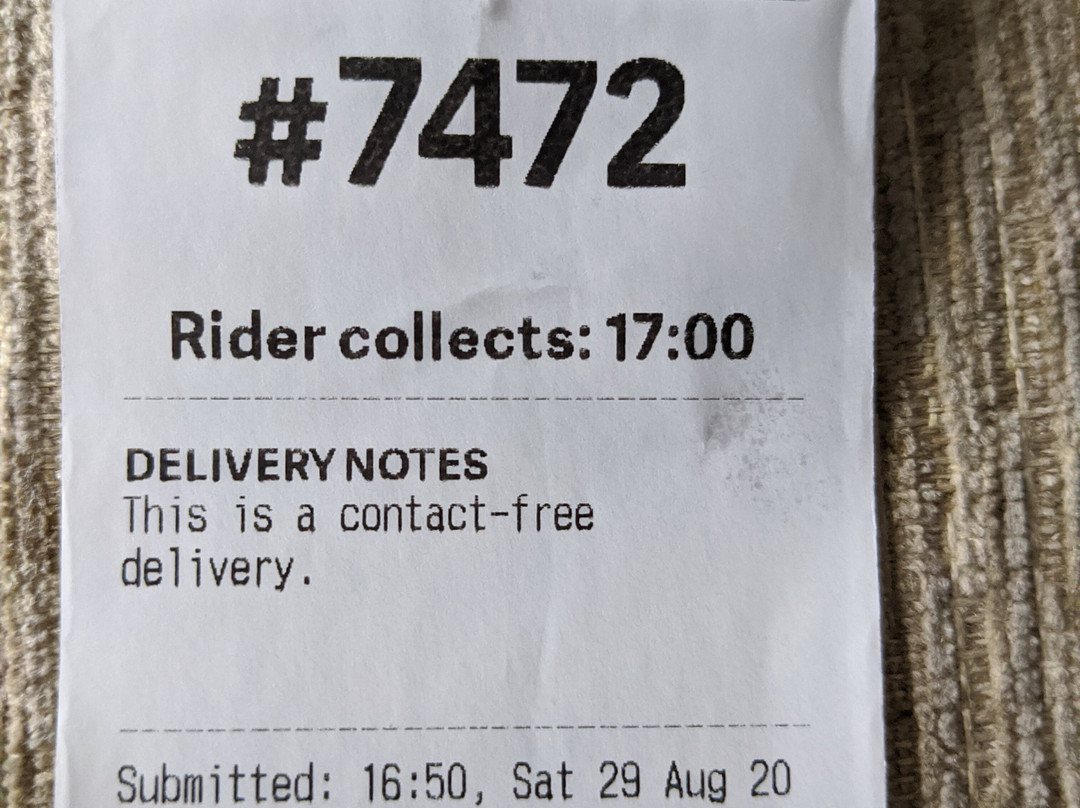 #7472
Rider collects: 17:00
DELIVERY NOTES
This is a contact-free
delivery.
Submitted: 16:50, Sat 29 Aug 20